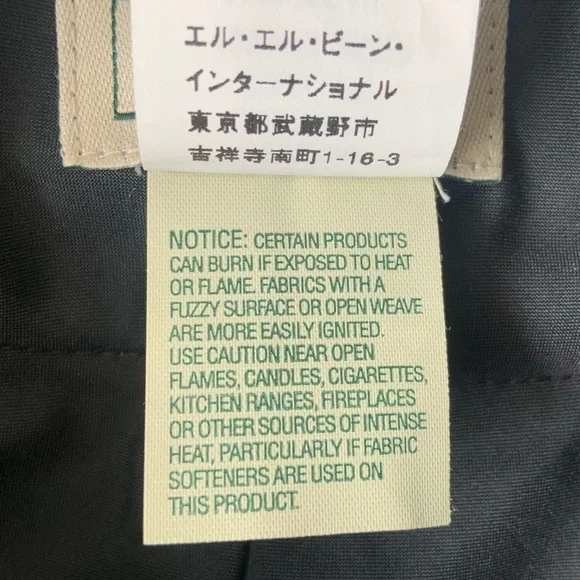 エル・エル・ビーン・
インターナショナル
東京都武蔵野市
吉祥寺南町1-16-3
NOTICE: CERTAIN PRODUCTS
CAN BURN IF EXPOSED TO HEAT
OR FLAME. FABRICS WITH A
FUZZY SURFACE OR OPEN WEAVE
ARE MORE EASILY IGNITED.
USE CAUTION NEAR OPEN
FLAMES, CANDLES, CIGARETTES,
KITCHEN RANGES, FIREPLACES
OR OTHER SOURCES OF INTENSE
HEAT, PARTICULARLY IF FABRIC
SOFTENERS ARE USED ON
THIS PRODUCT.